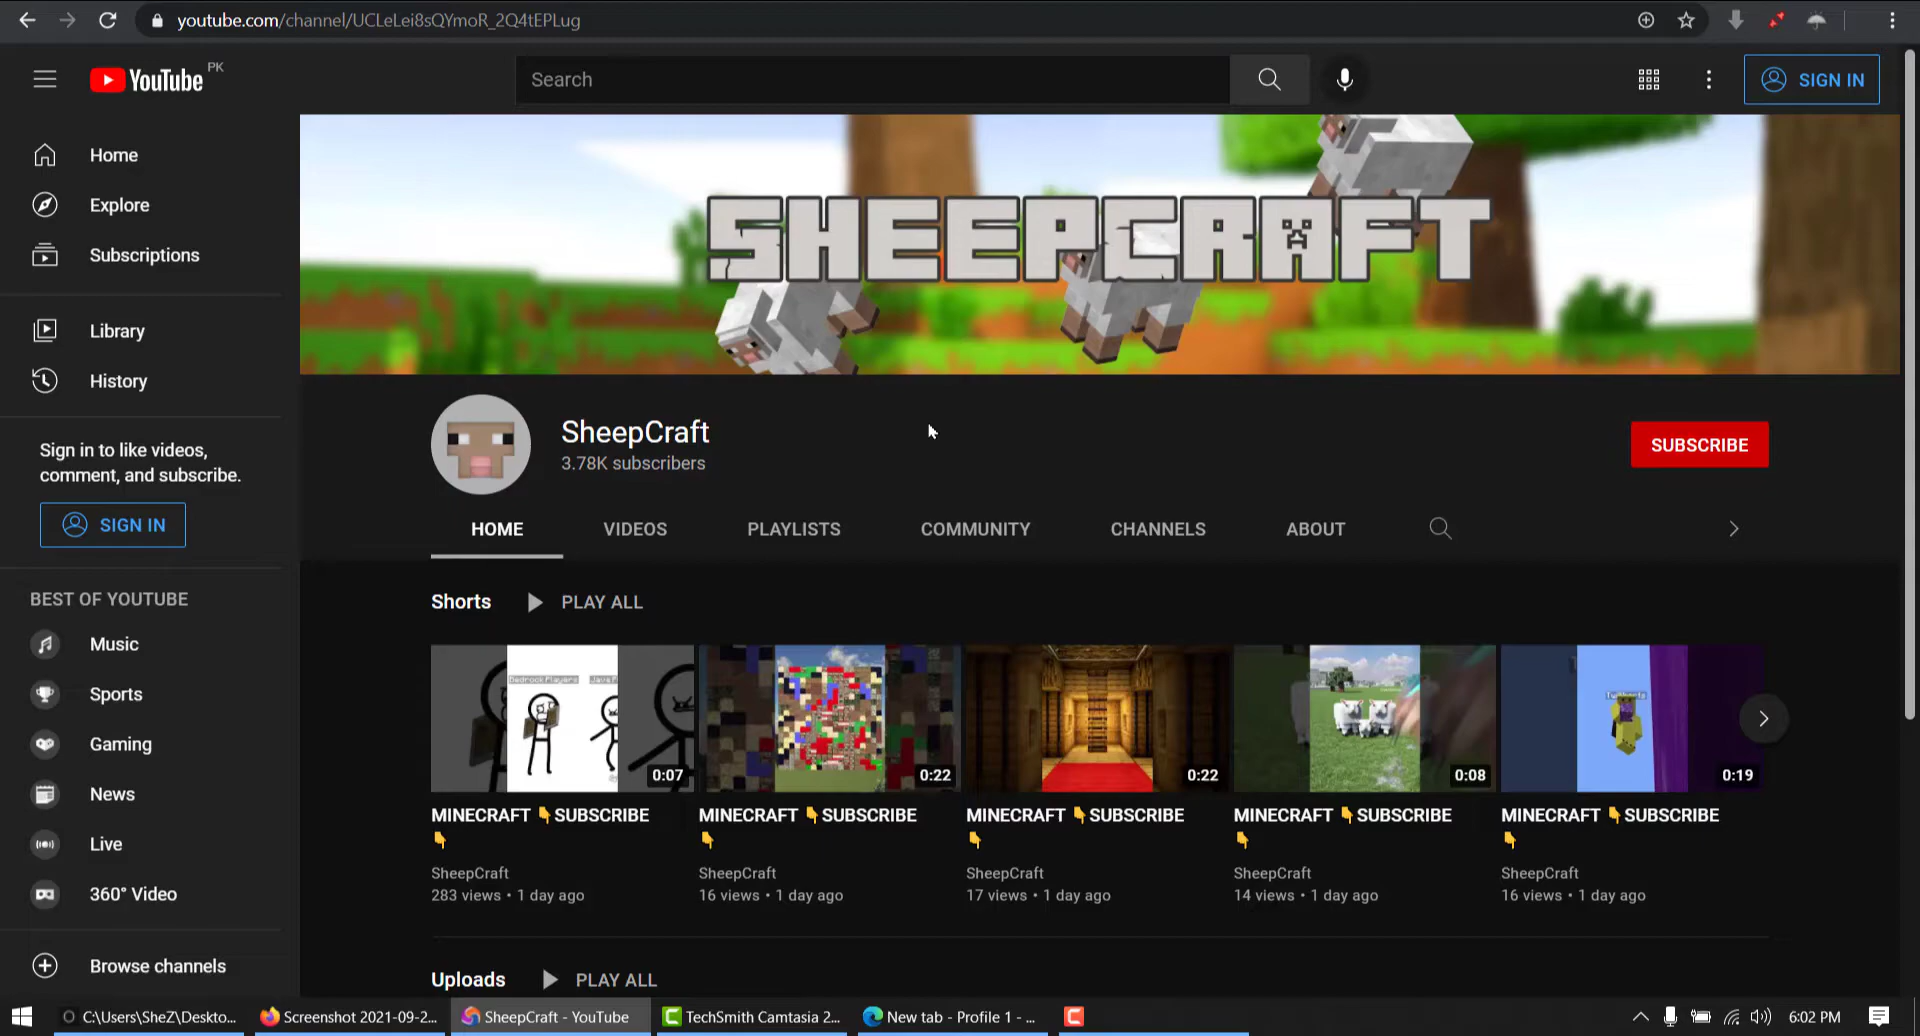 youtube.com/channel/UCLeLei8sQYmoR_2Q4tEPLug
YouTube PK
Search
SIGN IN
Home
Explore
Subscriptions
Library
History
Sign in to like videos,
comment, and subscribe.
SIGN IN
BEST OF YOUTUBE
Music
Sports
Gaming
News
Live
360° Video
Browse channels
SHEEPCRAFT
SheepCraft
3.78K subscribers
SUBSCRIBE
HOME VIDEOS PLAYLISTS COMMUNITY CHANNELS ABOUT
Shorts PLAY ALL
Bedrock Players
0:07 0:22 0:22 0:08 0:19
MINECRAFT 👇SUBSCRIBE
👇
SheepCraft
283 views • 1 day ago
MINECRAFT 👇SUBSCRIBE
👇
SheepCraft
16 views • 1 day ago
MINECRAFT 👇SUBSCRIBE
👇
SheepCraft
17 views • 1 day ago
MINECRAFT 👇SUBSCRIBE
👇
SheepCraft
14 views • 1 day ago
MINECRAFT 👇SUBSCRIBE
👇
SheepCraft
16 views • 1 day ago
Uploads PLAY ALL
C:\Users\SheZ\Deskto... Screenshot 2021-09-2... SheepCraft - YouTube TechSmith Camtasia 2... New tab - Profile 1 - ... 6:02 PM